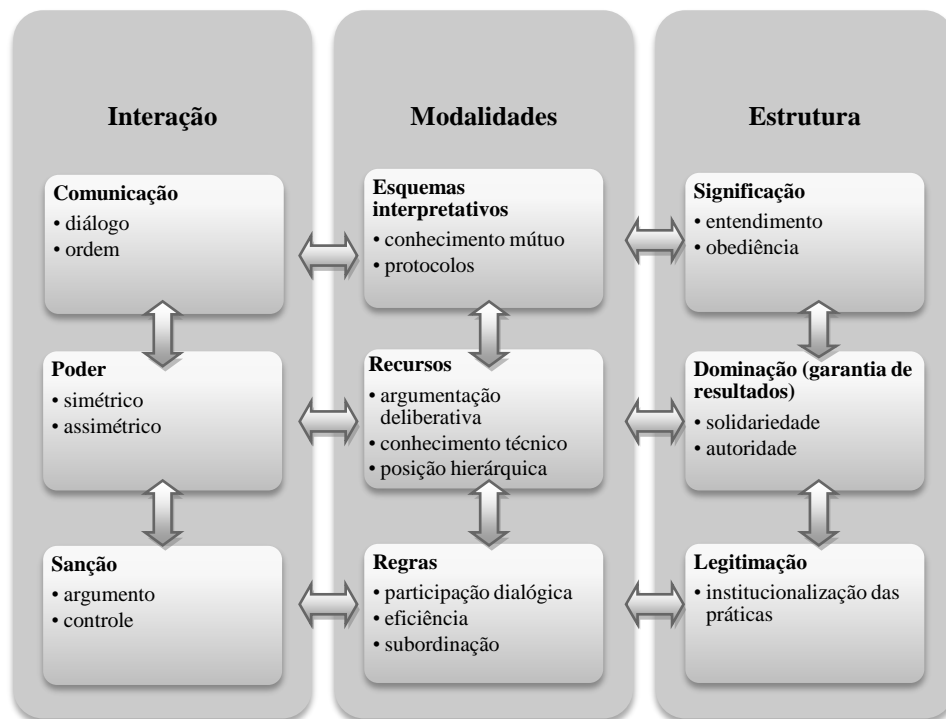 Interação
Comunicação
• diálogo
• ordem
Poder
• simétrico
• assimétrico
Sanção
• argumento
• controle
Modalidades
Esquemas
interpretativos
• conhecimento mútuo
• protocolos
Recursos
• argumentação
deliberativa
• conhecimento técnico
• posição hierárquica
Regras
• participação dialógica
• eficiência
• subordinação
Estrutura
Significação
• entendimento
• obediência
Dominação (garantia de
resultados)
• solidariedade
• autoridade
Legitimação
• institucionalização das
práticas